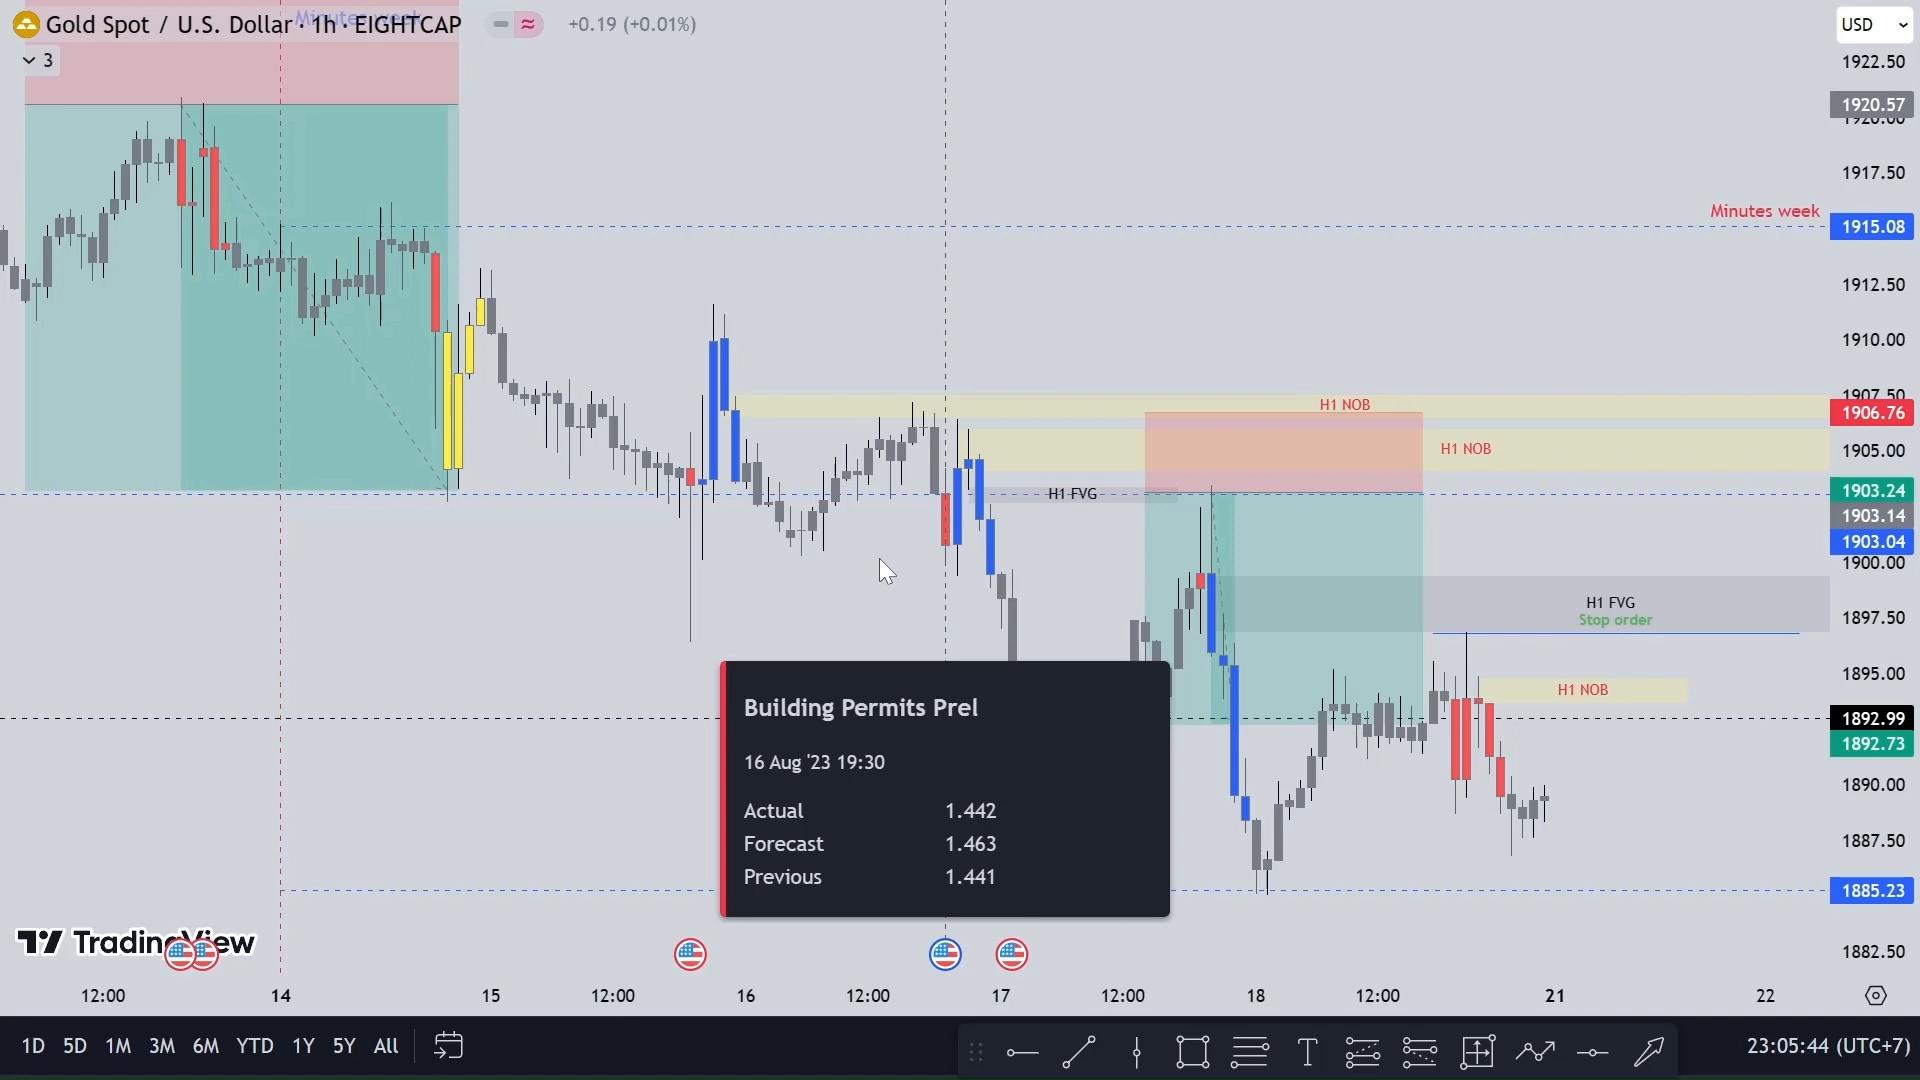 Minutes week
Gold Spot / U.S. Dollar · 1h · EIGHTCAP
+0.19 (+0.01%)
USD
3
1922.50
1920.57
1920.00
1917.50
Minutes week
1915.08
1912.50
1910.00
1907.50
H1 NOB
1906.76
H1 NOB
1905.00
H1 FVG
1903.24
1903.14
1903.04
1900.00
H1 FVG
Stop order
1897.50
1895.00
H1 NOB
1892.99
1892.73
1890.00
1887.50
1885.23
1882.50
Building Permits Prel
16 Aug '23 19:30
Actual 1.442
Forecast 1.463
Previous 1.441
TradingView
12:00 14 15 12:00 16 12:00 17 12:00 18 12:00 21 22
1D 5D 1M 3M 6M YTD 1Y 5Y All
23:05:44 (UTC+7)